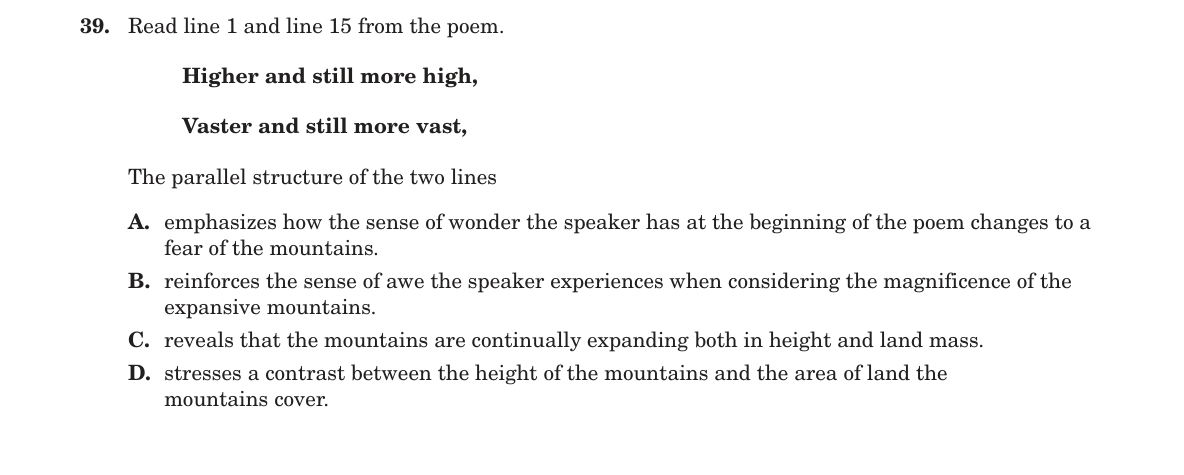 39. Read line 1 and line 15 from the poem.
Higher and still more high,
Vaster and still more vast,
The parallel structure of the two lines
A. emphasizes how the sense of wonder the speaker has at the beginning of the poem changes to a
fear of the mountains.
B. reinforces the sense of awe the speaker experiences when considering the magnificence of the
expansive mountains.
C. reveals that the mountains are continually expanding both in height and land mass.
D. stresses a contrast between the height of the mountains and the area of land the
mountains cover.